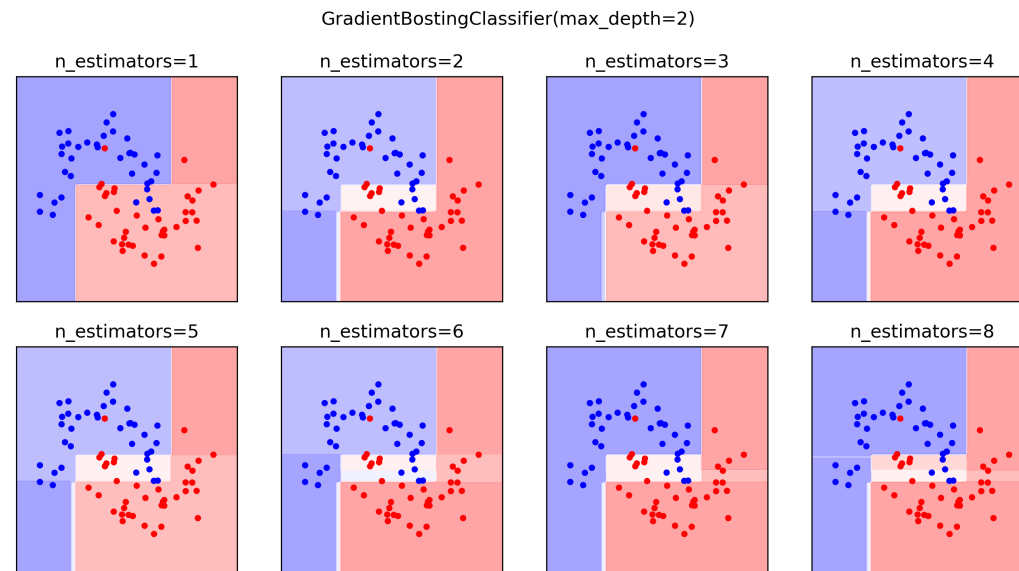 GradientBostingClassifier(max_depth=2)
n_estimators=1
n_estimators=2
n_estimators=3
n_estimators=4
n_estimators=5
n_estimators=6
n_estimators=7
n_estimators=8